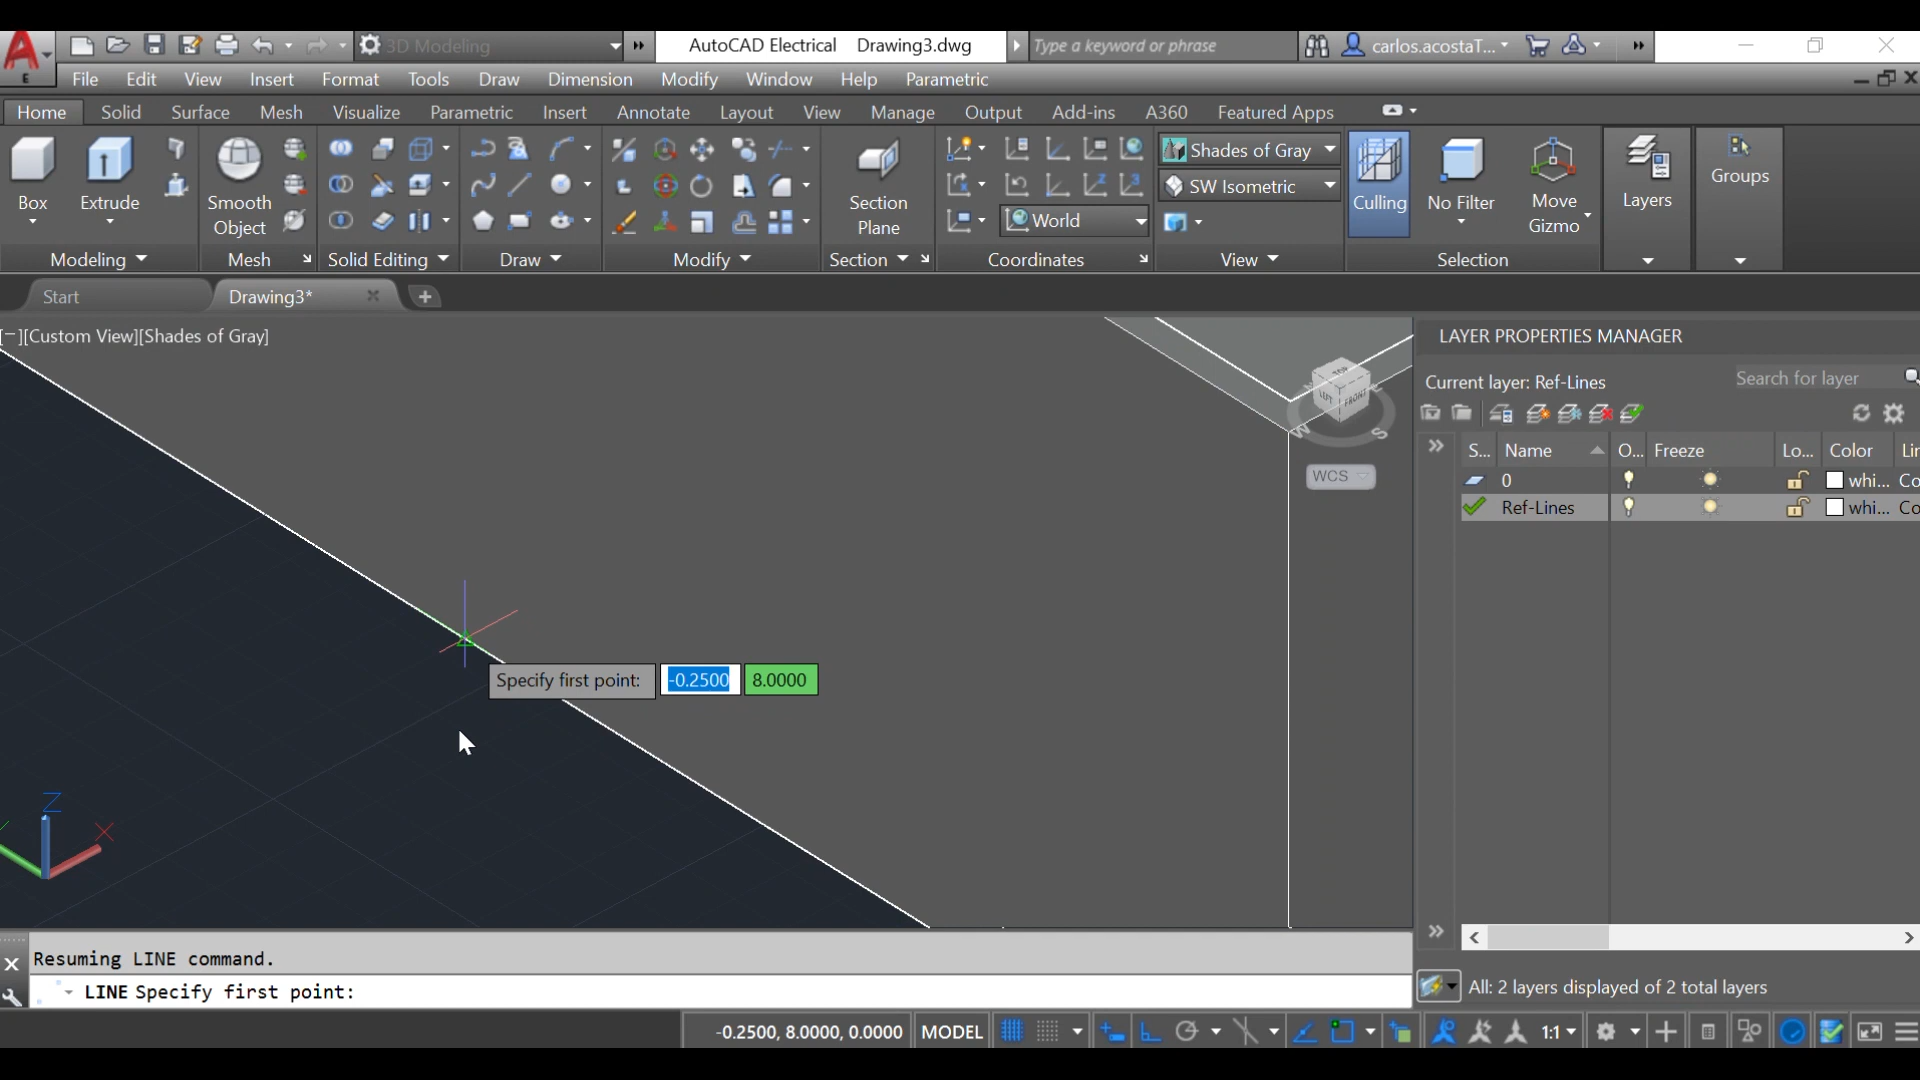 E
3D Modeling
AutoCAD Electrical Drawing3.dwg
Type a keyword or phrase
carlos.acostaT...
File Edit View Insert Format Tools Draw Dimension Modify Window Help Parametric
Home Solid Surface Mesh Visualize Parametric Insert Annotate Layout View Manage Output Add-ins A360 Featured Apps
Box
Extrude
Smooth
Object
Section
Plane
World
Shades of Gray
SW Isometric
Culling
No Filter
Move
Gizmo
Layers
Groups
Modeling
Mesh
Solid Editing
Draw
Modify
Section
Coordinates
View
Selection
Start
Drawing3*
[−][Custom View][Shades of Gray]
TOP
FRONT
W
S
WCS
Specify first point: -0.2500 8.0000
Z
X
LAYER PROPERTIES MANAGER
Current layer: Ref-Lines
Search for layer
S... Name O... Freeze Lo... Color Lin
0 whi... Co
Ref-Lines whi... Co
All: 2 layers displayed of 2 total layers
Resuming LINE command.
LINE Specify first point:
-0.2500, 8.0000, 0.0000 MODEL 1:1